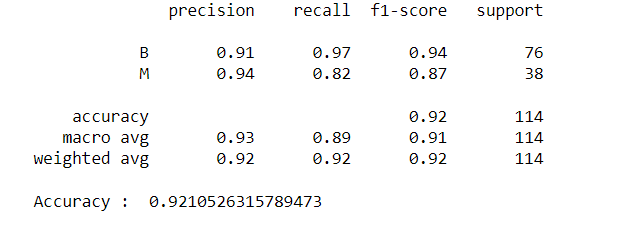 precision recall f1-score support
B 0.91 0.97 0.94 76
M 0.94 0.82 0.87 38
accuracy 0.92 114
macro avg 0.93 0.89 0.91 114
weighted avg 0.92 0.92 0.92 114
Accuracy : 0.9210526315789473